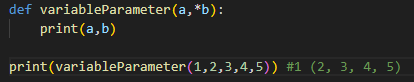 def variableParameter(a,*b):
    print(a,b)
print(variableParameter(1,2,3,4,5)) #1 (2, 3, 4, 5)